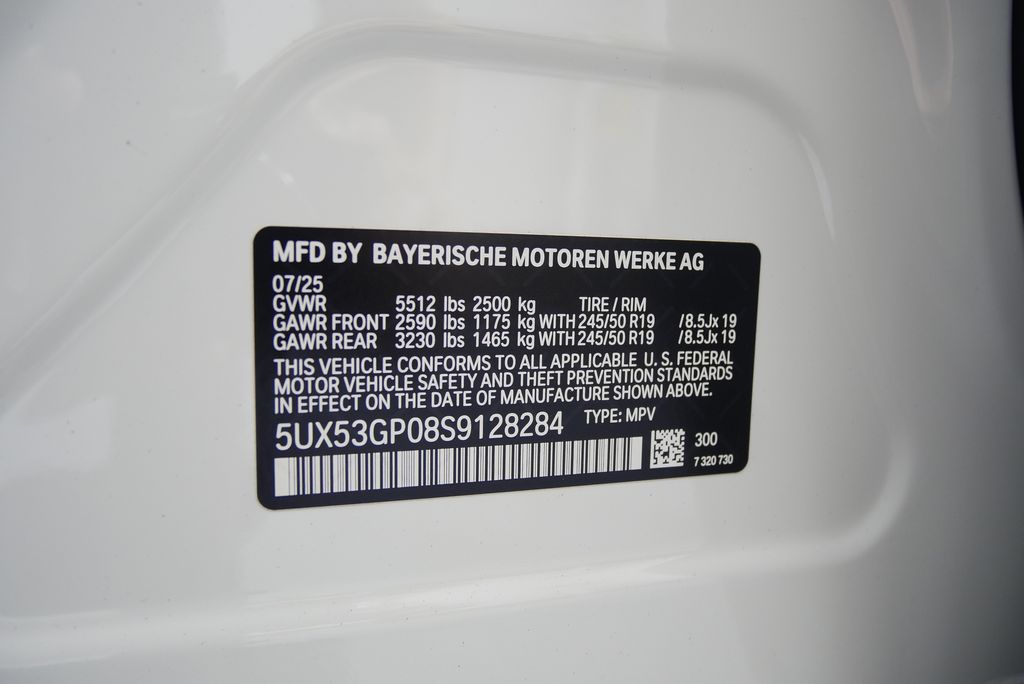 MFD BY BAYERISCHE MOTOREN WERKE AG
07/25
GVWR 5512 lbs 2500 kg TIRE / RIM
GAWR FRONT 2590 lbs 1175 kg WITH 245/50 R19 /8.5Jx 19
GAWR REAR 3230 lbs 1465 kg WITH 245/50 R19 /8.5Jx 19
THIS VEHICLE CONFORMS TO ALL APPLICABLE U.S. FEDERAL
MOTOR VEHICLE SAFETY AND THEFT PREVENTION STANDARDS
IN EFFECT ON THE DATE OF MANUFACTURE SHOWN ABOVE.
5UX53GP08S9128284 TYPE: MPV
300
7 320 730